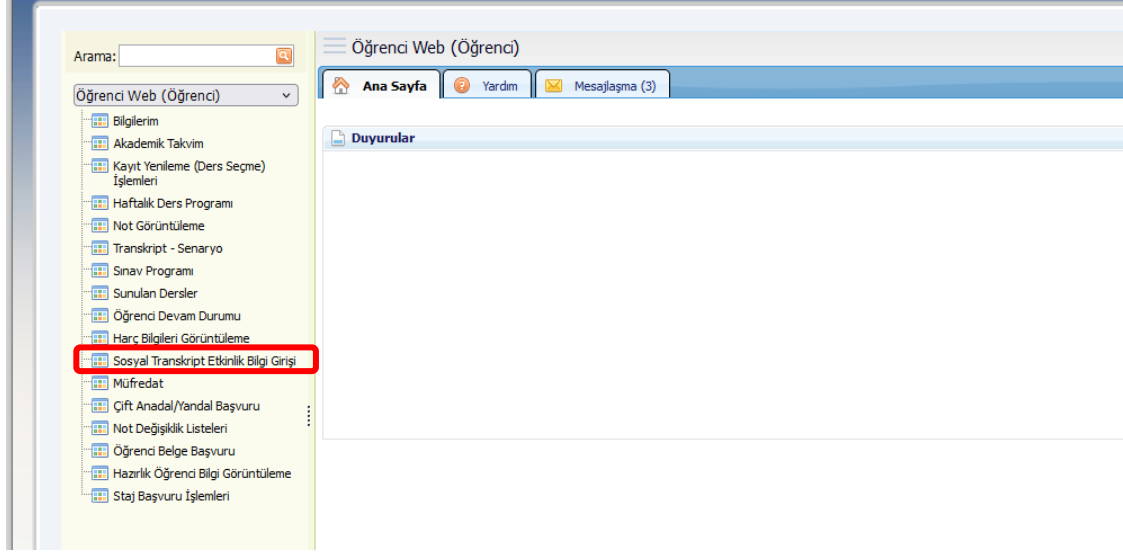 Arama:
Öğrenci Web (Öğrenci)
Bilgilerim
Akademik Takvim
Kayıt Yenileme (Ders Seçme)
İşlemleri
Haftalık Ders Programı
Not Görüntüleme
Transkript - Senaryo
Sınav Programı
Sunulan Dersler
Öğrenci Devam Durumu
Harç Bilgileri Görüntüleme
Sosyal Transkript Etkinlik Bilgi Girişi
Müfredat
Çift Anadal/Yandal Başvuru
Not Değişiklik Listeleri
Öğrenci Belge Başvuru
Hazırlık Öğrenci Bilgi Görüntüleme
Staj Başvuru İşlemleri
Öğrenci Web (Öğrenci)
Ana Sayfa
Yardım
Mesajlaşma (3)
Duyurular